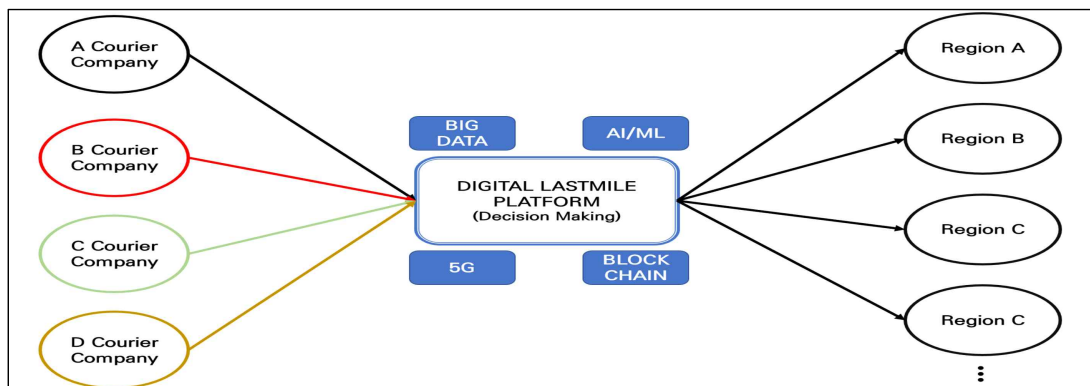 A Courier
Company
B Courier
Company
C Courier
Company
D Courier
Company
BIG
DATA
AI/ML
DIGITAL LASTMILE
PLATFORM
(Decision Making)
5G
BLOCK
CHAIN
Region A
Region B
Region C
Region C